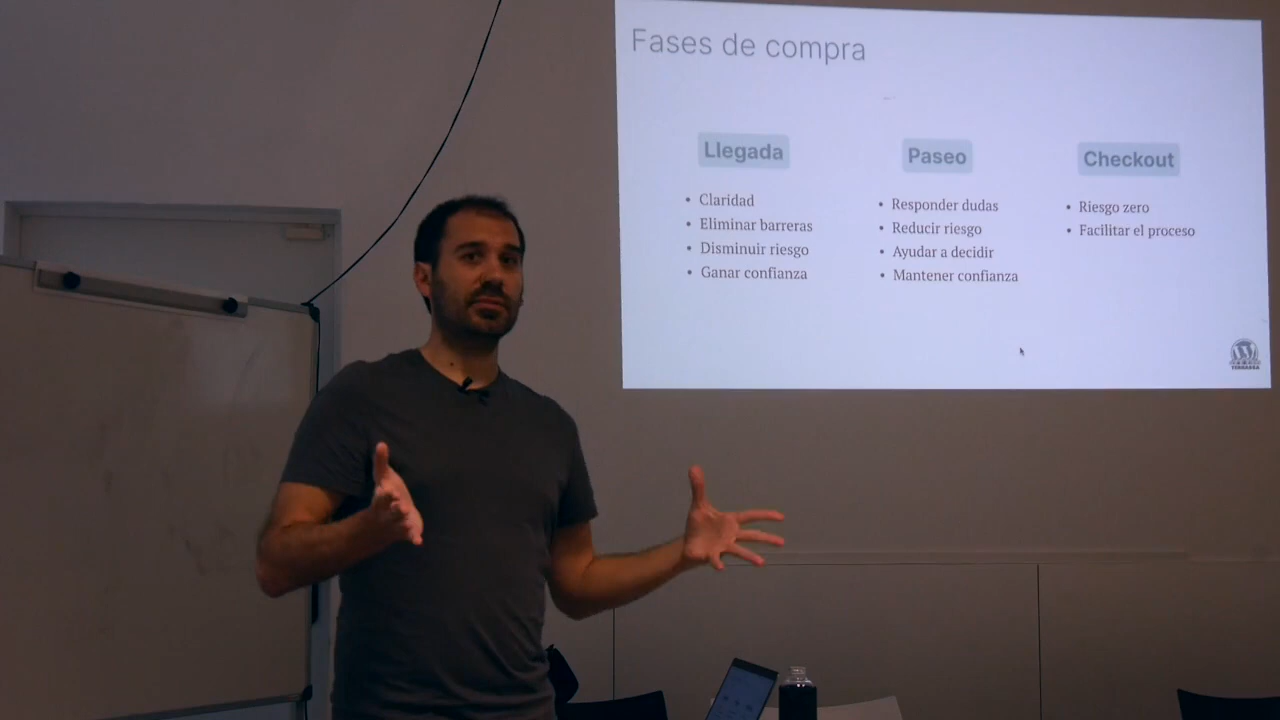 Fases de compra
Llegada
• Claridad
• Eliminar barreras
• Disminuir riesgo
• Ganar confianza
Paseo
• Responder dudas
• Reducir riesgo
• Ayudar a decidir
• Mantener confianza
Checkout
• Riesgo zero
• Facilitar el proceso
TERRASSA